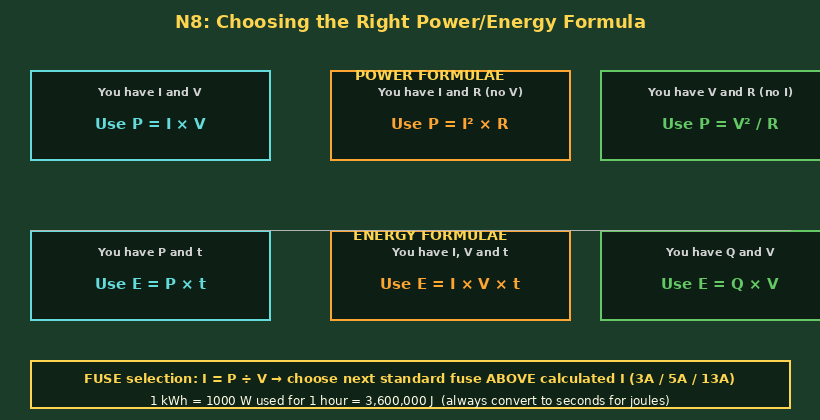 N8: Choosing the Right Power/Energy Formula
POWER FORMULAE
You have I and V
Use P = I × V
You have I and R (no V)
Use P = I² × R
You have V and R (no I)
Use P = V² / R
ENERGY FORMULAE
You have P and t
Use E = P × t
You have I, V and t
Use E = I × V × t
You have Q and V
Use E = Q × V
FUSE selection: I = P ÷ V → choose next standard fuse ABOVE calculated I (3A / 5A / 13A)
1 kWh = 1000 W used for 1 hour = 3,600,000 J  (always convert to seconds for joules)